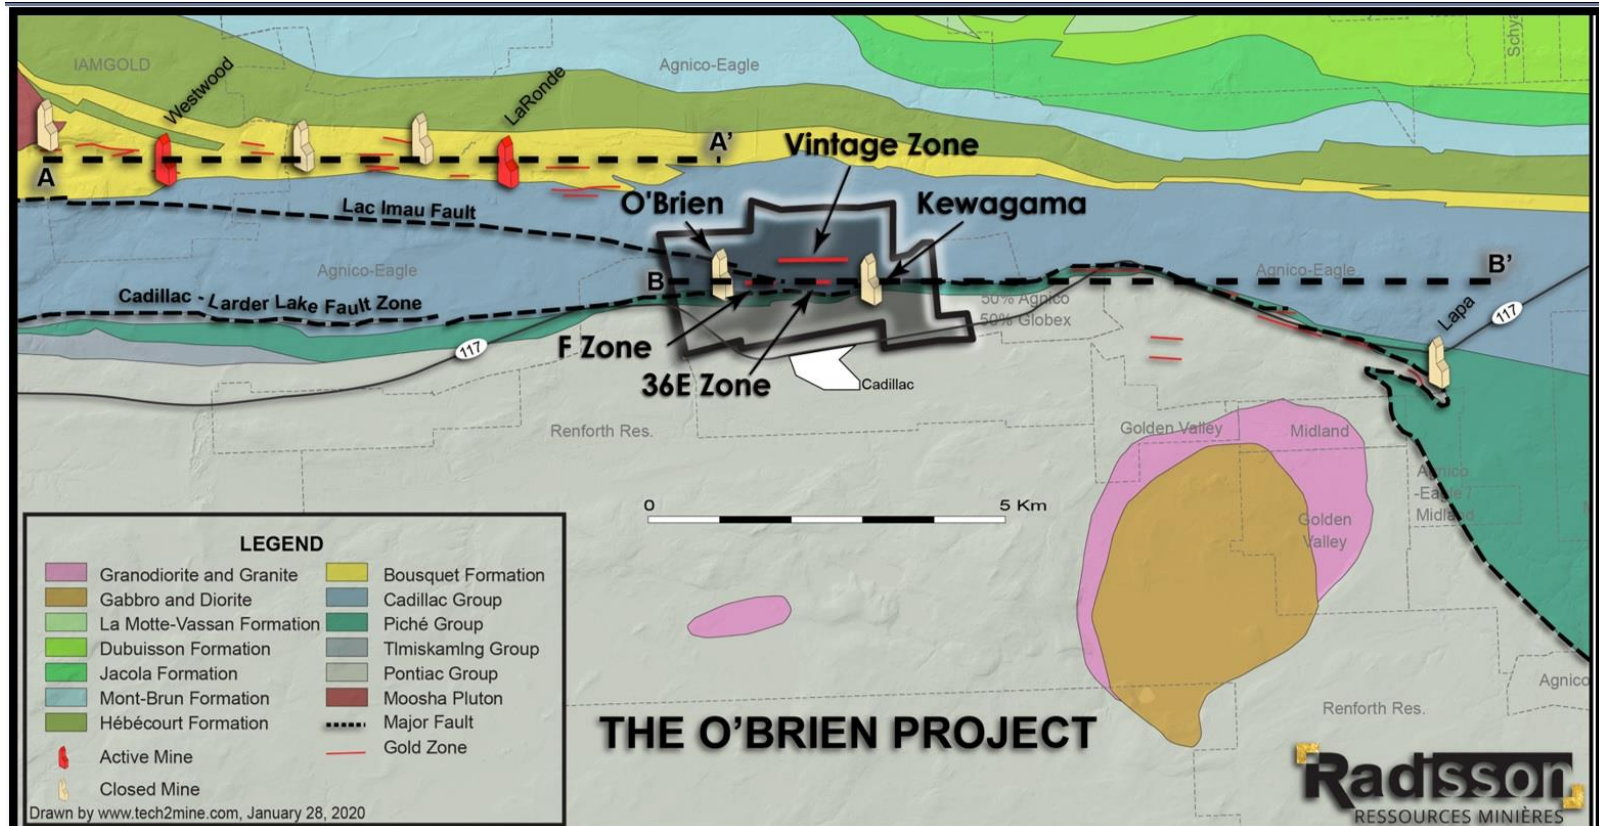 IAMGOLD
Westwood
LaRonde
Agnico-Eagle
A
A'
Vintage Zone
O'Brien
Kewagama
Lac Imau Fault
Agnico-Eagle
Agnico-Eagle
B
B'
Cadillac - Larder Lake Fault Zone
50% Agnico
50% Globex
117
117
Lapa
F Zone
36E Zone
Cadillac
Renforth Res.
Golden Valley
Midland
Agnico
-Eagle /
Midland
Golden
Valley
0
5 Km
LEGEND
Granodiorite and Granite
Gabbro and Diorite
La Motte-Vassan Formation
Dubuisson Formation
Jacola Formation
Mont-Brun Formation
Hébécourt Formation
Active Mine
Closed Mine
Bousquet Formation
Cadillac Group
Piché Group
TImiskamIng Group
Pontiac Group
Moosha Pluton
Major Fault
Gold Zone
Drawn by www.tech2mine.com, January 28, 2020
THE O'BRIEN PROJECT
Agnico
Renforth Res.
Radisson
RESSOURCES MINIÈRES